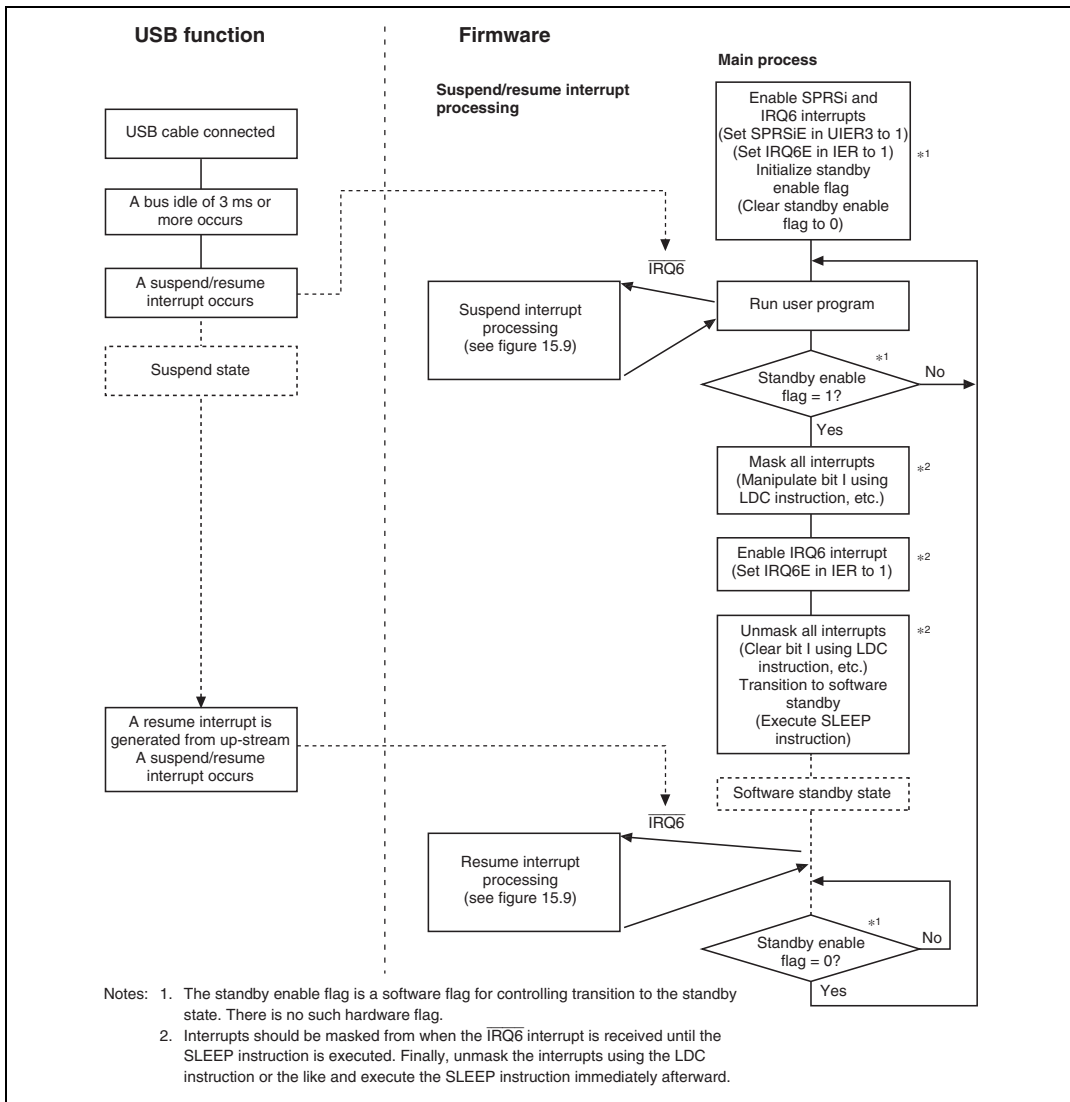 USB function
Firmware
Suspend/resume interrupt
processing
Main process
USB cable connected
A bus idle of 3 ms or
more occurs
A suspend/resume
interrupt occurs
Suspend state
A resume interrupt is
generated from up-stream
A suspend/resume
interrupt occurs
IRQ6
Suspend interrupt
processing
(see figure 15.9)
IRQ6
Resume interrupt
processing
(see figure 15.9)
Enable SPRSi and
IRQ6 interrupts
(Set SPRSiE in UIER3 to 1)
(Set IRQ6E in IER to 1) *1
Initialize standby
enable flag
(Clear standby enable
flag to 0)
Run user program
*1
Standby enable
flag = 1?
No
Yes
Mask all interrupts
(Manipulate bit I using *2
LDC instruction, etc.)
Enable IRQ6 interrupt
(Set IRQ6E in IER to 1) *2
Unmask all interrupts *2
(Clear bit I using LDC
instruction, etc.)
Transition to software
standby
(Execute SLEEP
instruction)
Software standby state
*1
Standby enable
flag = 0?
No
Yes
Notes: 1. The standby enable flag is a software flag for controlling transition to the standby
state. There is no such hardware flag.
2. Interrupts should be masked from when the IRQ6 interrupt is received until the
SLEEP instruction is executed. Finally, unmask the interrupts using the LDC
instruction or the like and execute the SLEEP instruction immediately afterward.